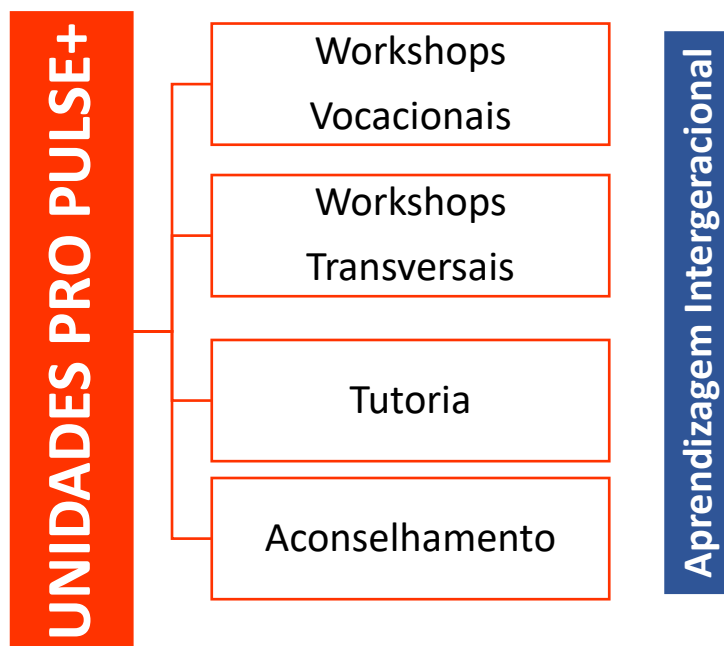 UNIDADES PRO PULSE+
Workshops
Vocacionais
Workshops
Transversais
Tutoria
Aconselhamento
Aprendizagem Intergeracional